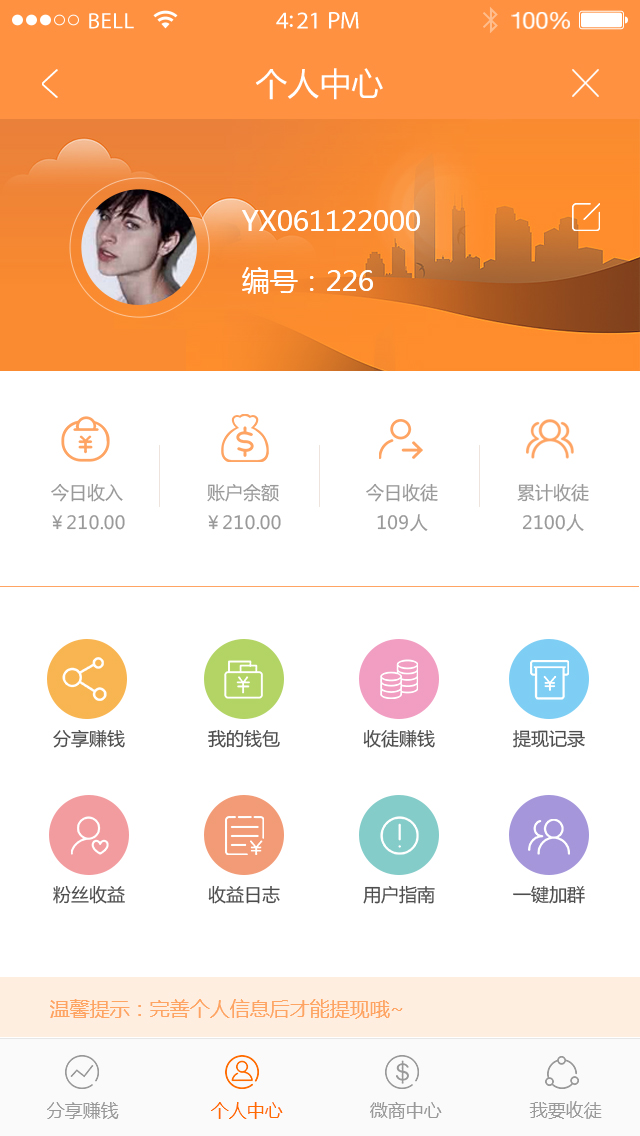 BELL 4:21 PM 100%
个人中心
YX061122000
编号：226
今日收入 账户余额 今日收徒 累计收徒
¥210.00 ¥210.00 109人 2100人
分享赚钱 我的钱包 收徒赚钱 提现记录
粉丝收益 收益日志 用户指南 一键加群
温馨提示：完善个人信息后才能提现哦~
分享赚钱 个人中心 微商中心 我要收徒